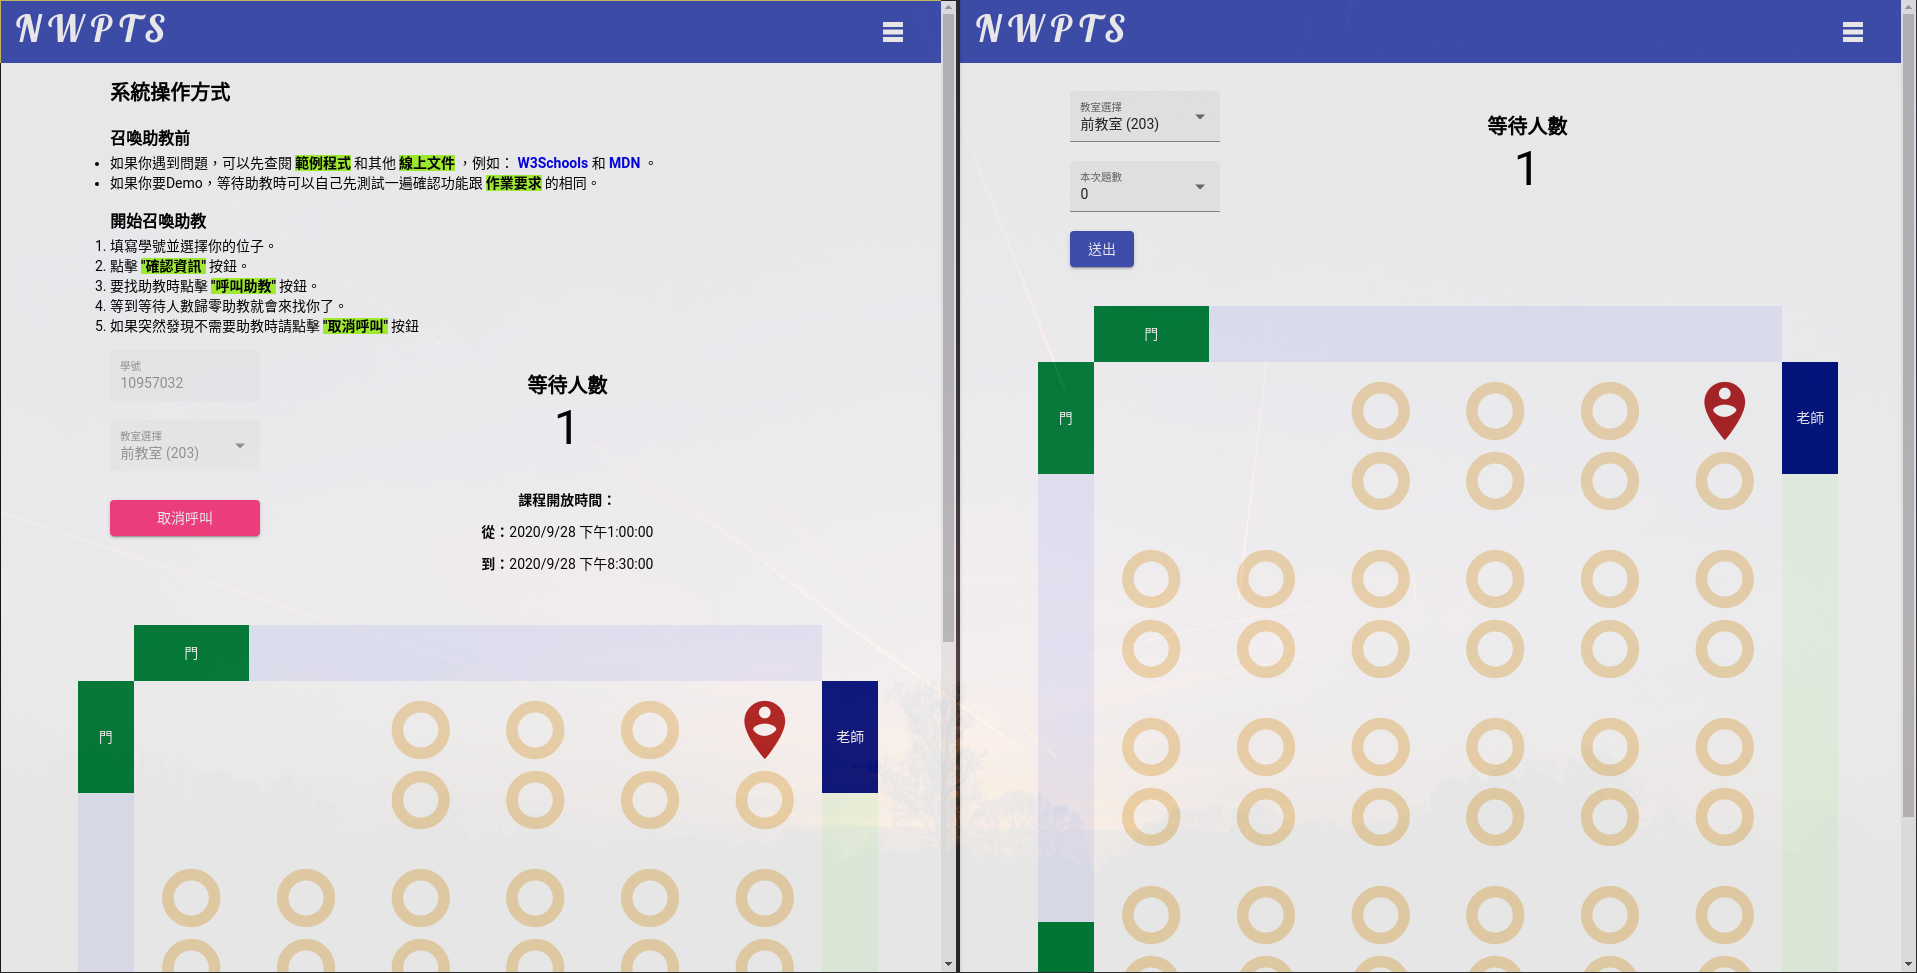 NWPTS
系統操作方式
召喚助教前
如果你遇到問題，可以先查閱 範例程式 和其他 線上文件 ，例如： W3Schools 和 MDN 。
如果你要Demo，等待助教時可以自己先測試一遍確認功能跟 作業要求 的相同。
開始召喚助教
1. 填寫學號並選擇你的位子。
2. 點擊 "確認資訊" 按鈕。
3. 要找助教時點擊 "呼叫助教" 按鈕。
4. 等到等待人數歸零助教就會來找你了。
5. 如果突然發現不需要助教時請點擊 "取消呼叫" 按鈕
學號
10957032
教室選擇
前教室 (203)
取消呼叫
等待人數
1
課程開放時間：
從：2020/9/28 下午1:00:00
到：2020/9/28 下午8:30:00
門
門
老師
NWPTS
教室選擇
前教室 (203)
本次題數
0
送出
等待人數
1
門
門
老師